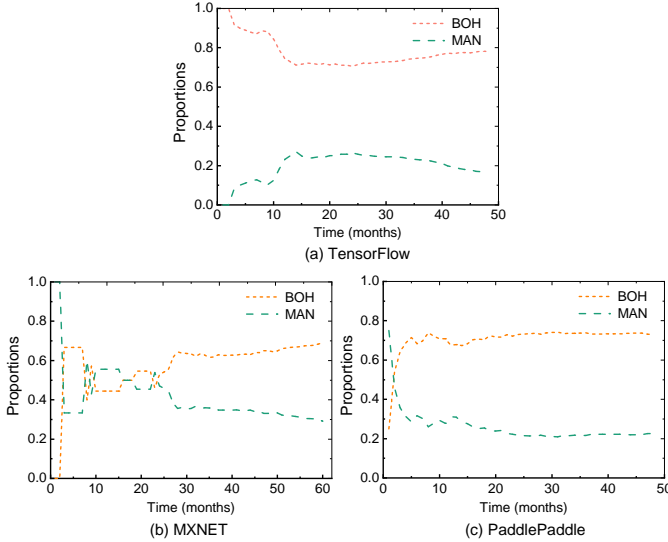 1.0
0.8
0.6
0.4
0.2
0.0
Proportions
BOH
MAN
0 10 20 30 40 50
Time (months)
(a) TensorFlow
1.0
0.8
0.6
0.4
0.2
0.0
Proportions
BOH
MAN
0 10 20 30 40 50 60
Time (months)
(b) MXNET
1.0
0.8
0.6
0.4
0.2
0.0
Proportions
BOH
MAN
0 10 20 30 40 50
Time (months)
(c) PaddlePaddle